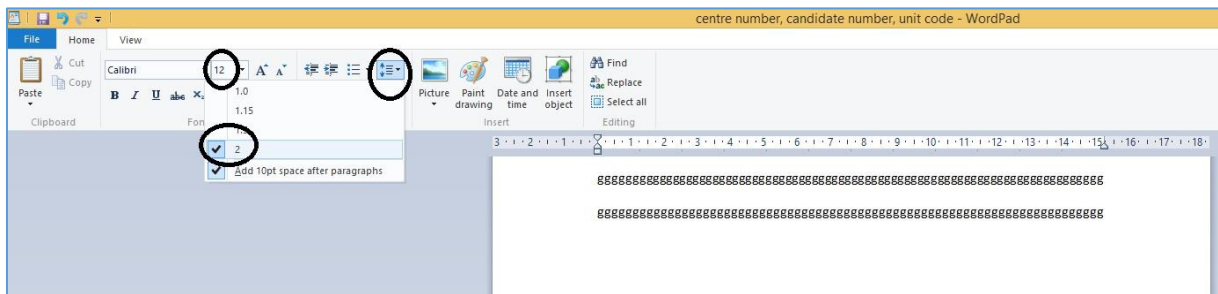 centre number, candidate number, unit code - WordPad
File Home View
Paste
Cut
Copy
Clipboard
Calibri 12
B I U abe X
Fon
1.0
1.15
2
Add 10pt space after paragraphs
Picture
Paint drawing
Date and time
Insert object
Insert
Find
Replace
Select all
Editing
3 2 1 1 2 3 4 5 6 7 8 9 10 11 12 13 14 15 16 17 18